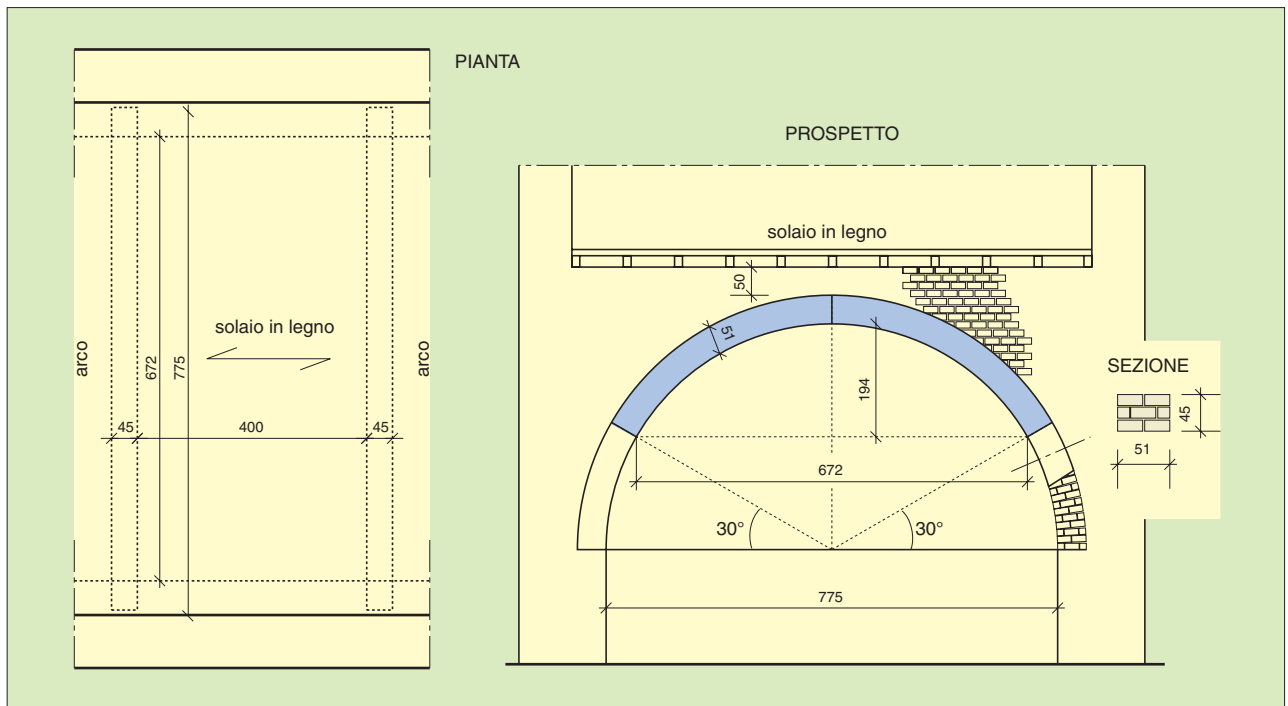 PIANTA
solaio in legno
arco
arco
672
775
45
400
45
PROSPETTO
solaio in legno
50
51
194
672
30°
30°
775
SEZIONE
45
51